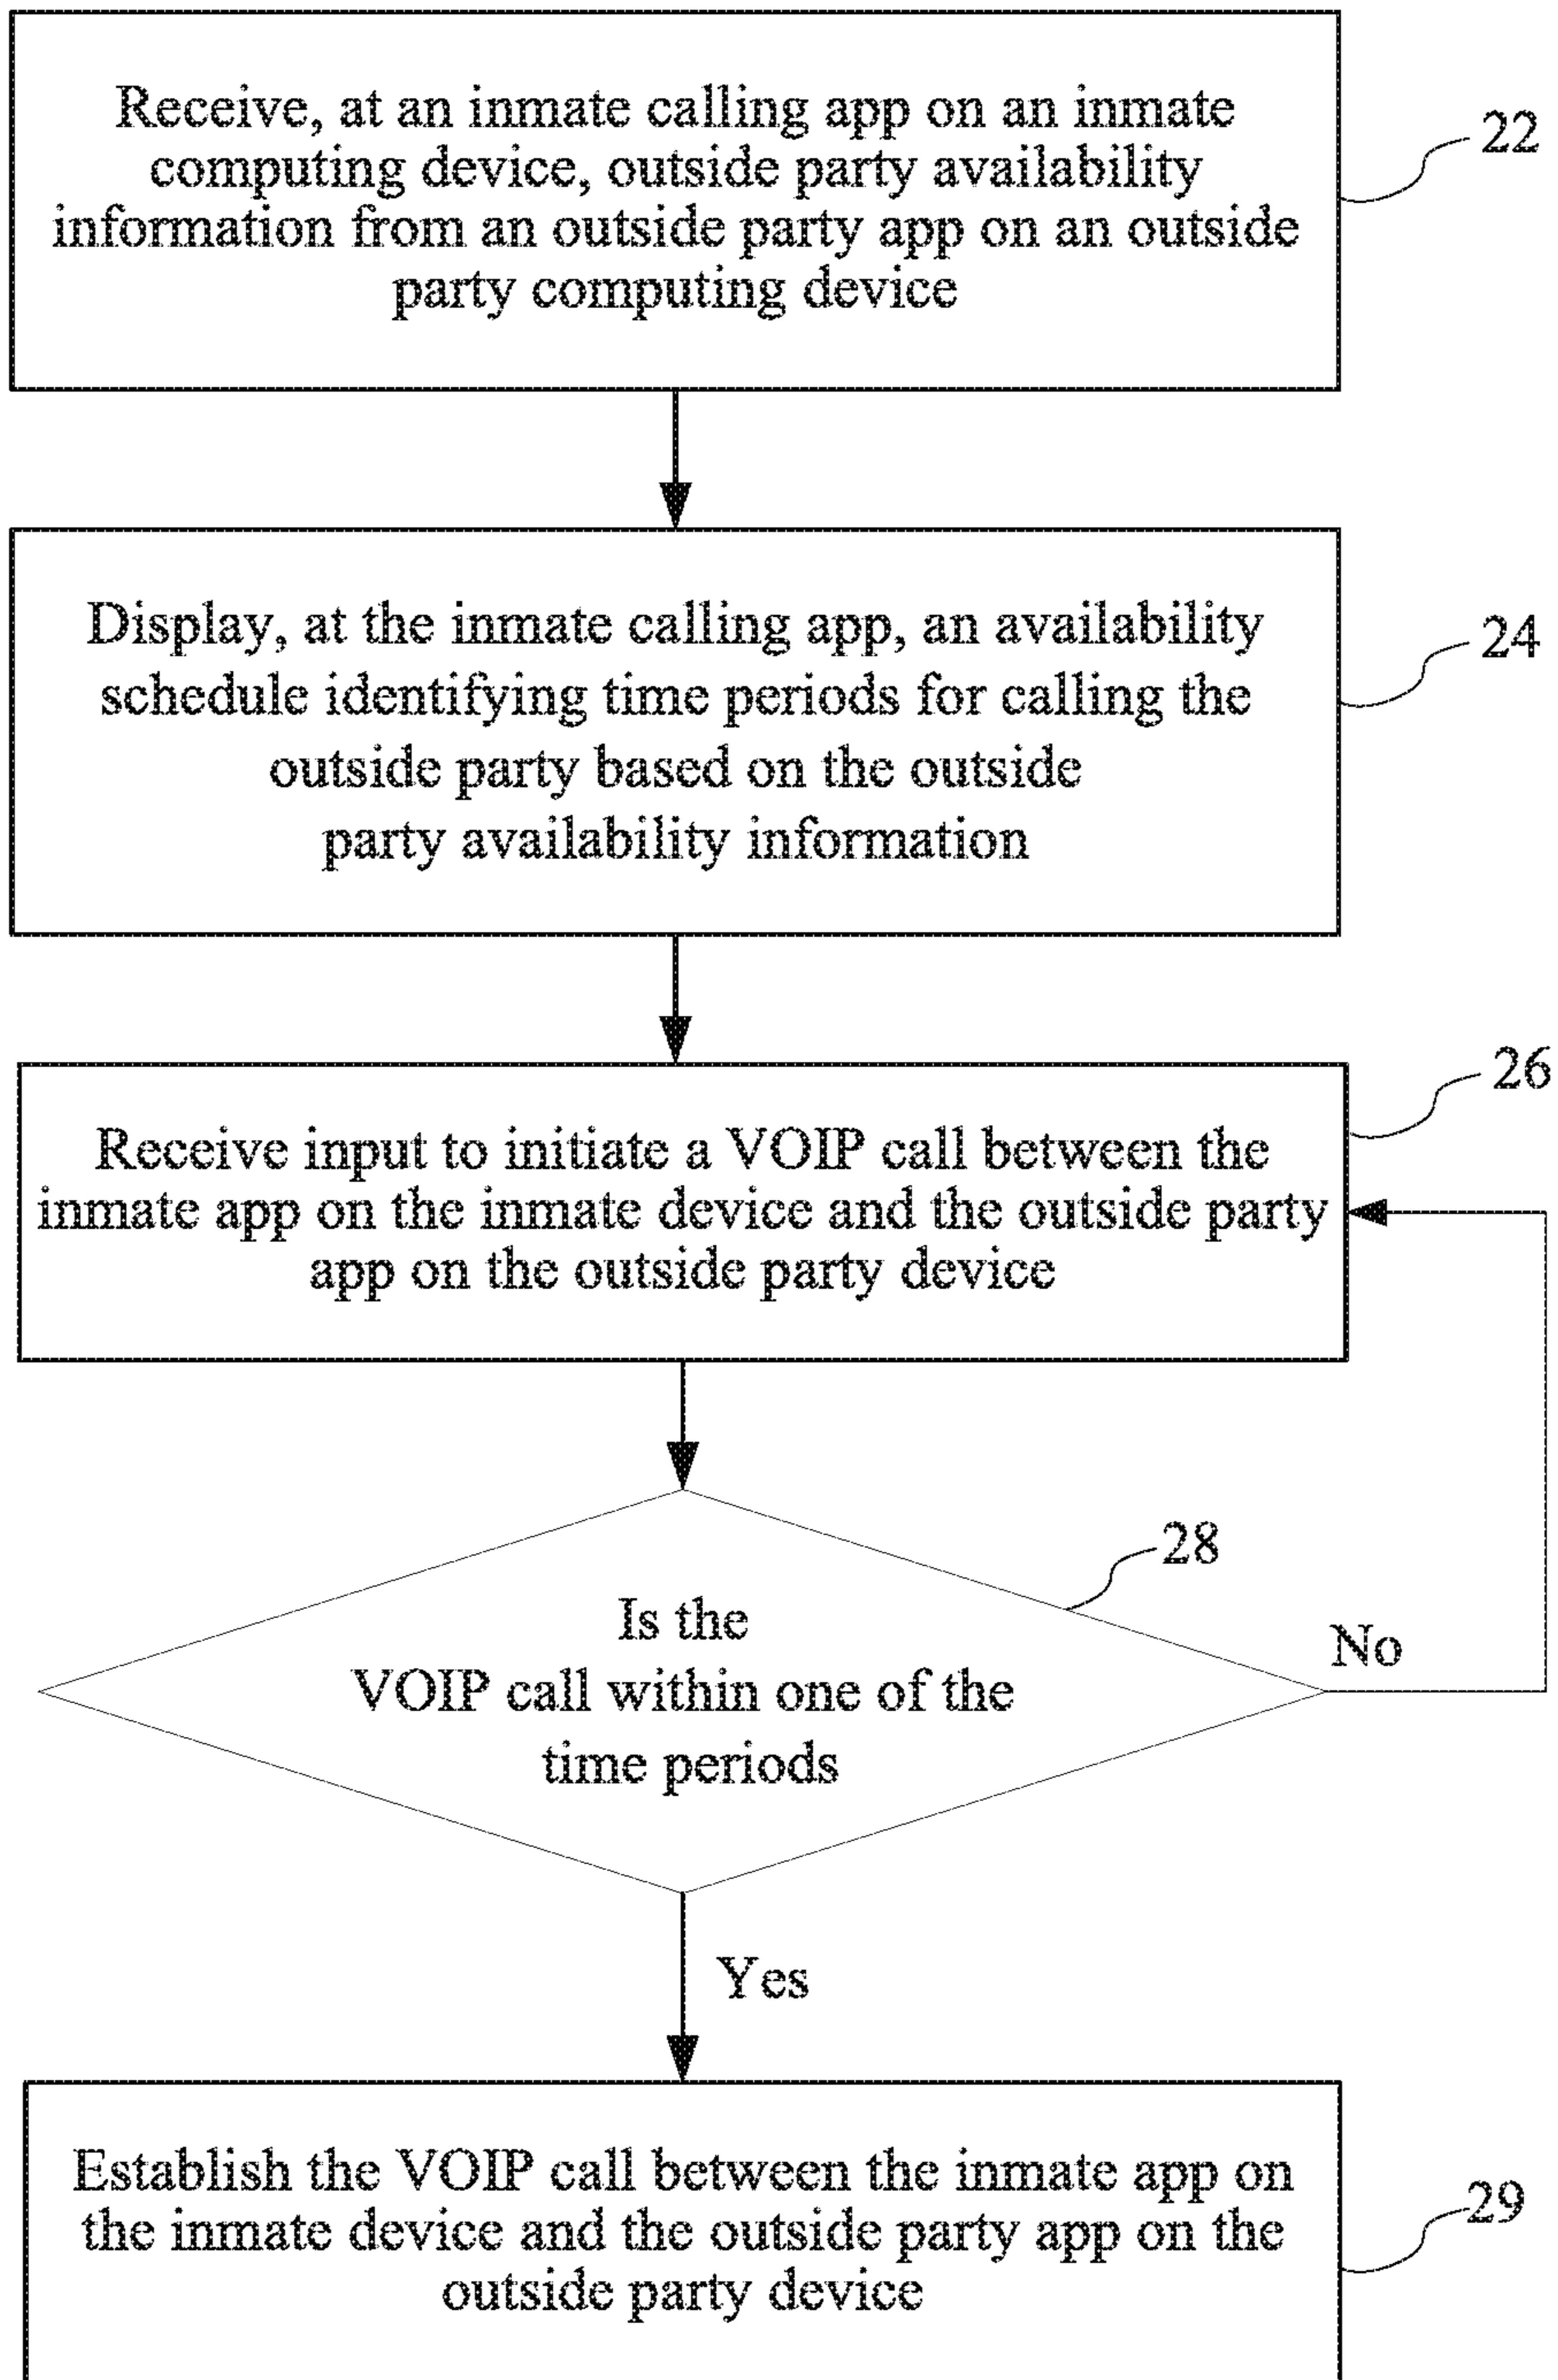 Receive, at an inmate calling app on an inmate
computing device, outside party availability
information from an outside party app on an outside
party computing device
22
Display, at the inmate calling app, an availability
schedule identifying time periods for calling the
outside party based on the outside
party availability information
24
26
Receive input to initiate a VOIP call between the
inmate app on the inmate device and the outside party
app on the outside party device
28
Is the
VOIP call within one of the
time periods
No
Yes
Establish the VOIP call between the inmate app on
the inmate device and the outside party app on the
outside party device
29